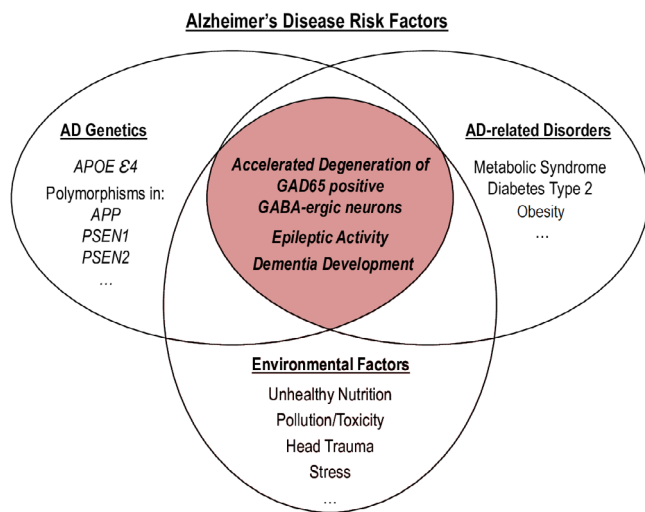 Alzheimer's Disease Risk Factors
AD Genetics
APOE Ɛ4
Polymorphisms in:
APP
PSEN1
PSEN2
...
Accelerated Degeneration of
GAD65 positive
GABA-ergic neurons
Epileptic Activity
Dementia Development
AD-related Disorders
Metabolic Syndrome
Diabetes Type 2
Obesity
...
Environmental Factors
Unhealthy Nutrition
Pollution/Toxicity
Head Trauma
Stress
...